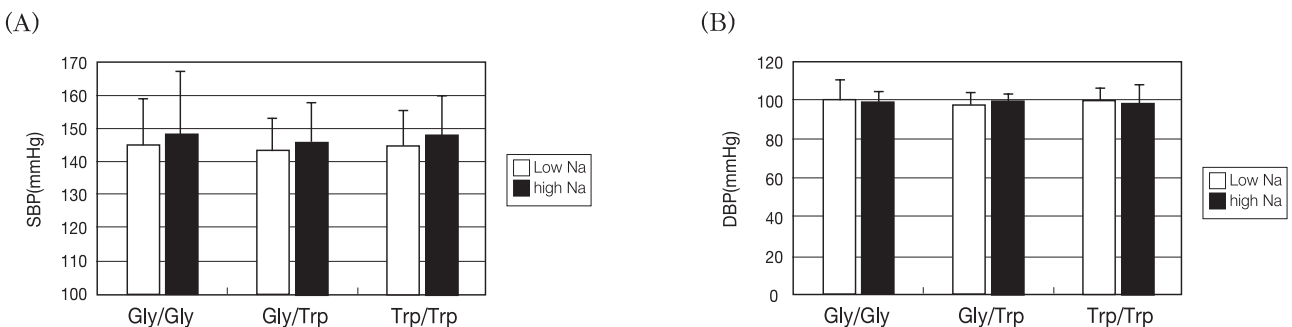 (A)
SBP(mmHg)
170
160
150
140
130
120
110
100
Gly/Gly
Gly/Trp
Trp/Trp
Low Na
high Na
(B)
DBP(mmHg)
120
100
80
60
40
20
0
Gly/Gly
Gly/Trp
Trp/Trp
Low Na
high Na